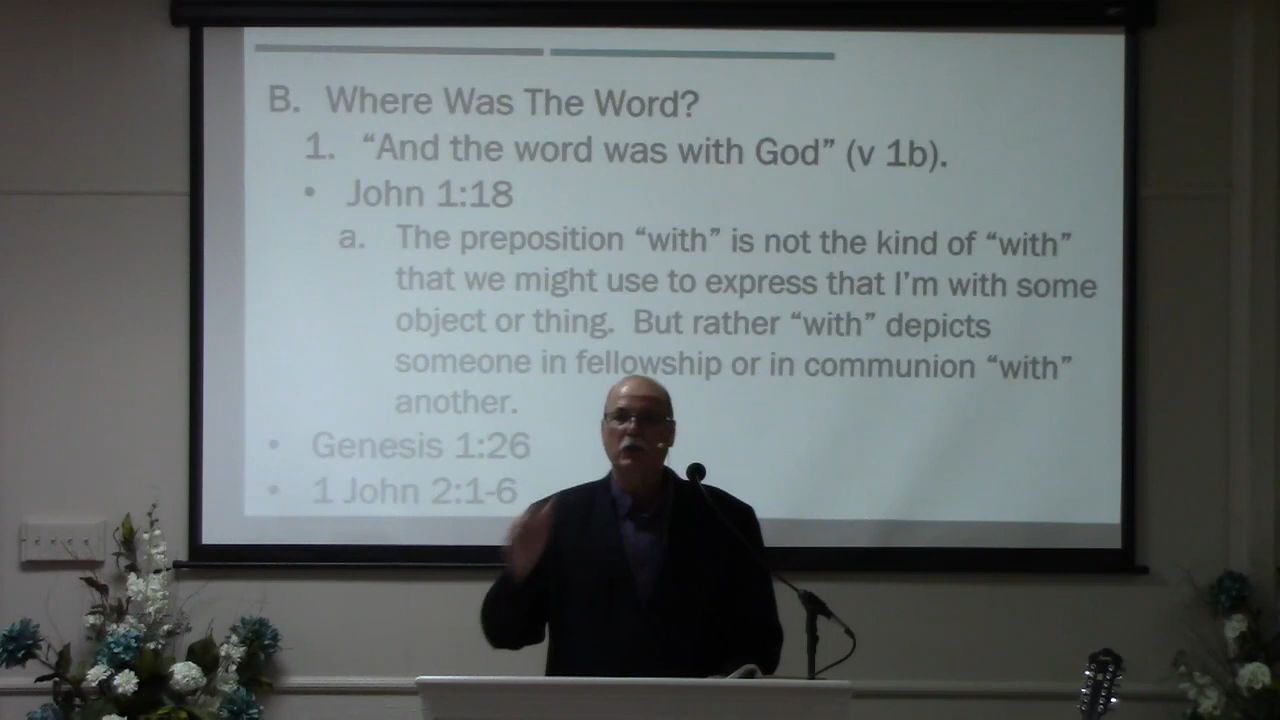 B. Where Was The Word?
1. “And the word was with God” (v 1b).
• John 1:18
a. The preposition “with” is not the kind of “with”
that we might use to express that I’m with some
object or thing. But rather “with” depicts
someone in fellowship or in communion “with”
another.
• Genesis 1:26
• 1 John 2:1-6